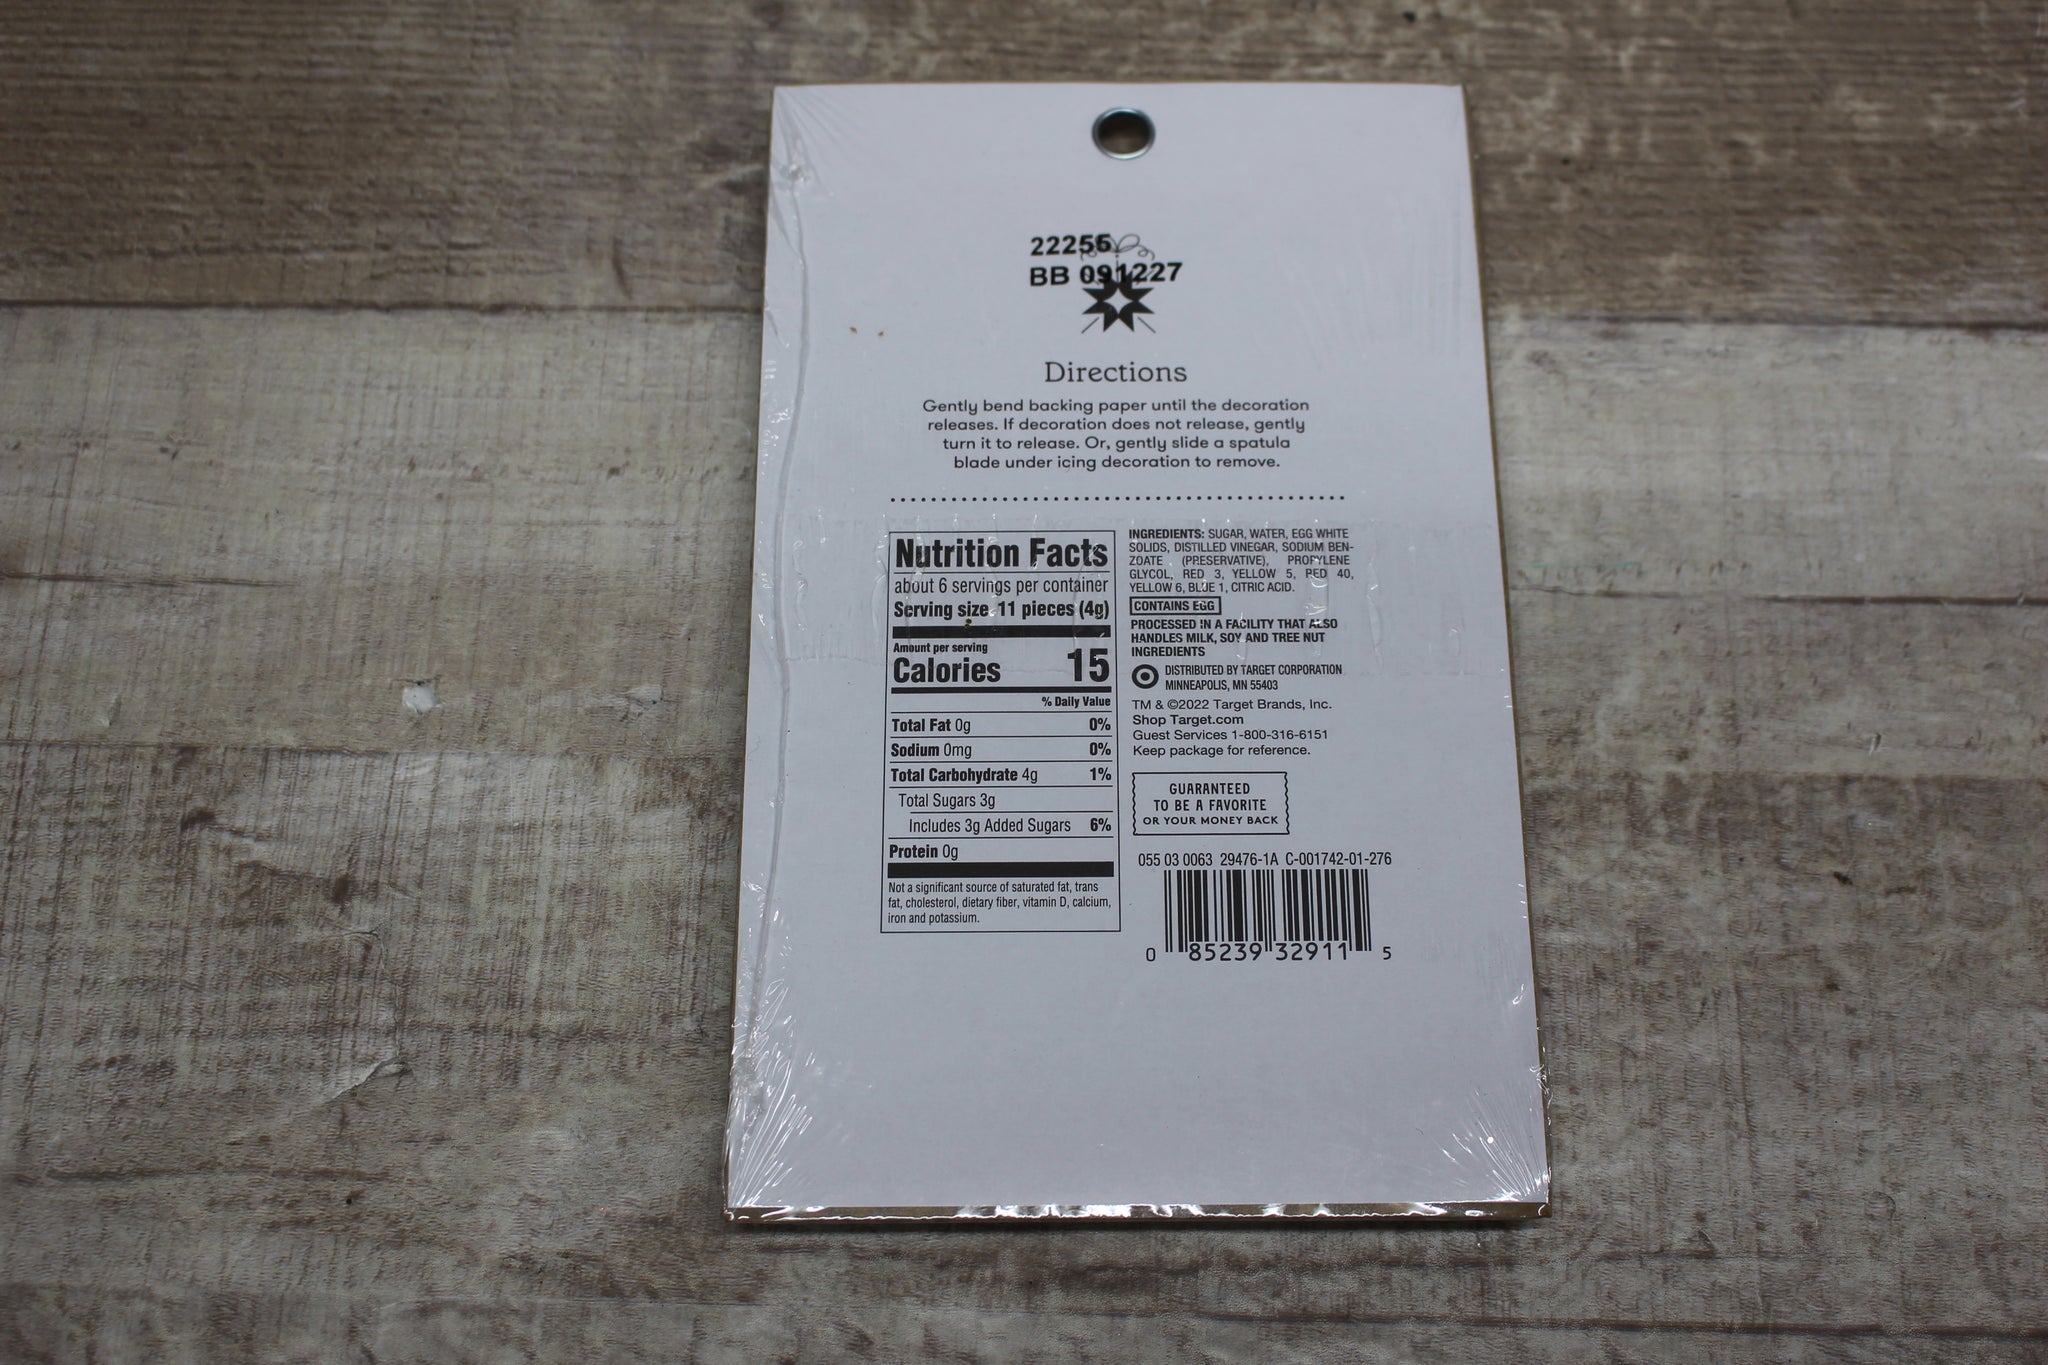 22255
BB 091227
Directions
Gently bend backing paper until the decoration
releases. If decoration does not release, gently
turn it to release. Or, gently slide a spatula
blade under icing decoration to remove.
Nutrition Facts
about 6 servings per container
Serving size 11 pieces (4g)
Amount per serving
Calories 15
% Daily Value
Total Fat 0g 0%
Sodium 0mg 0%
Total Carbohydrate 4g 1%
Total Sugars 3g
Includes 3g Added Sugars 6%
Protein 0g
Not a significant source of saturated fat, trans
fat, cholesterol, dietary fiber, vitamin D, calcium,
iron and potassium.
INGREDIENTS: SUGAR, WATER, EGG WHITE
SOLIDS, DISTILLED VINEGAR, SODIUM BEN-
ZOATE (PRESERVATIVE), PROPYLENE
GLYCOL, RED 3, YELLOW 5, RED 40,
YELLOW 6, BLUE 1, CITRIC ACID.
CONTAINS EGG
PROCESSED IN A FACILITY THAT ALSO
HANDLES MILK, SOY AND TREE NUT
INGREDIENTS
DISTRIBUTED BY TARGET CORPORATION
MINNEAPOLIS, MN 55403
TM & ©2022 Target Brands, Inc.
Shop Target.com
Guest Services 1-800-316-6151
Keep package for reference.
GUARANTEED
TO BE A FAVORITE
OR YOUR MONEY BACK
055 03 0063 29476-1A C-001742-01-276
0 85239 32911 5